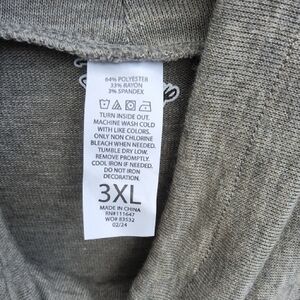 64% POLYESTER
33% RAYON
3% SPANDEX
TURN INSIDE OUT.
MACHINE WASH COLD
WITH LIKE COLORS.
ONLY NON CHLORINE
BLEACH WHEN NEEDED.
TUMBLE DRY LOW.
REMOVE PROMPTLY.
COOL IRON IF NEEDED.
DO NOT IRON
DECORATION.
3XL
MADE IN CHINA
RN#111647
WO# 83532
02/24